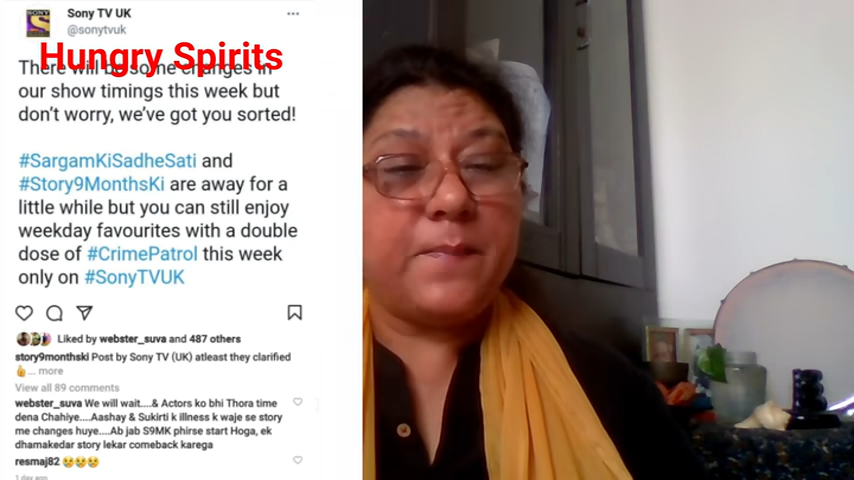 SONY
Sony TV UK
@sonytvuk
Hungry Spirits
There will be some changes in
our show timings this week but
don't worry, we've got you sorted!
#SargamKiSadheSati and
#Story9MonthsKi are away for a
little while but you can still enjoy
weekday favourites with a double
dose of #CrimePatrol this week
only on #SonyTVUK
Liked by webster_suva and 487 others
story9monthski Post by Sony TV (UK) atleast they clarified
👍... more
View all 89 comments
webster_suva We will wait....& Actors ko bhi Thora time
dena Chahiye....Aashay & Sukirti k illness k waje se story
me changes huye....Ab jab S9MK phirse start Hoga, ek
dhamakedar story lekar comeback karega
resmaj82 😢😢😢
1 day ago